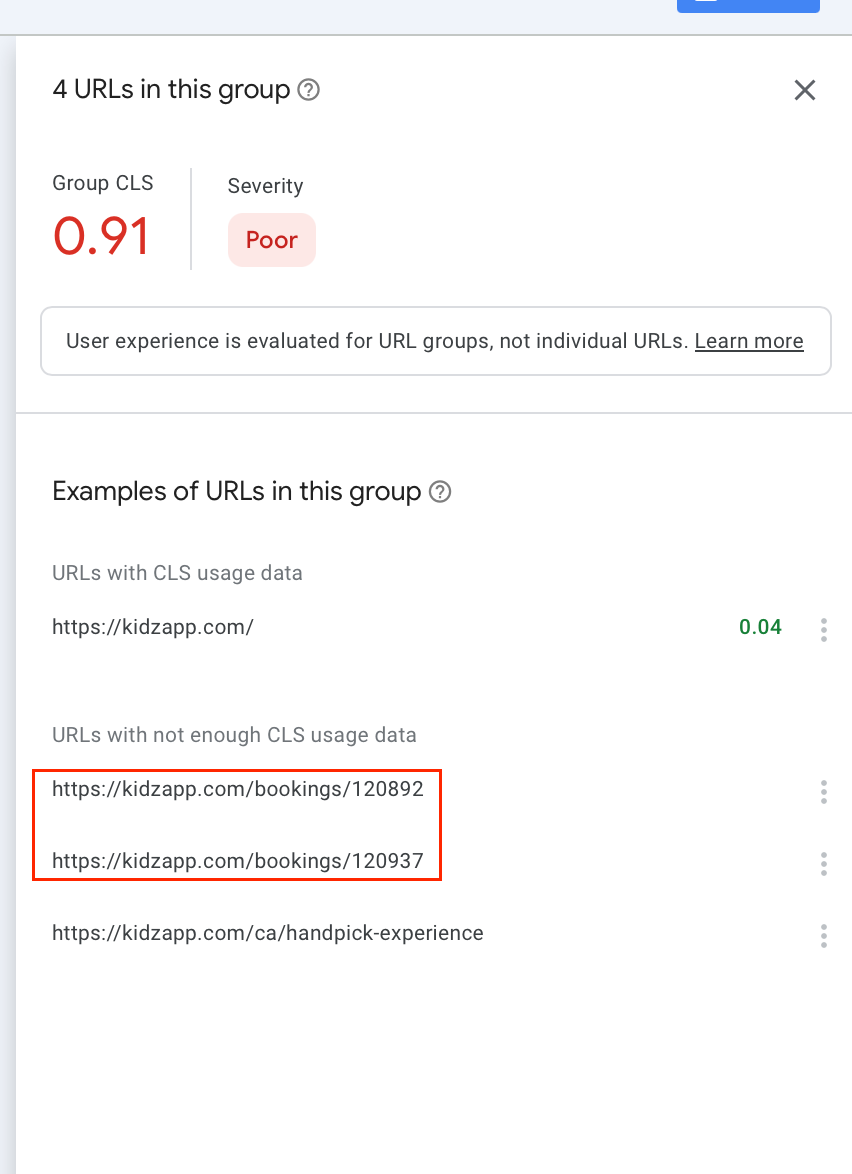 4 URLs in this group
Group CLS
0.91
Severity
Poor
User experience is evaluated for URL groups, not individual URLs. Learn more
Examples of URLs in this group
URLs with CLS usage data
https://kidzapp.com/ 0.04
URLs with not enough CLS usage data
https://kidzapp.com/bookings/120892
https://kidzapp.com/bookings/120937
https://kidzapp.com/ca/handpick-experience